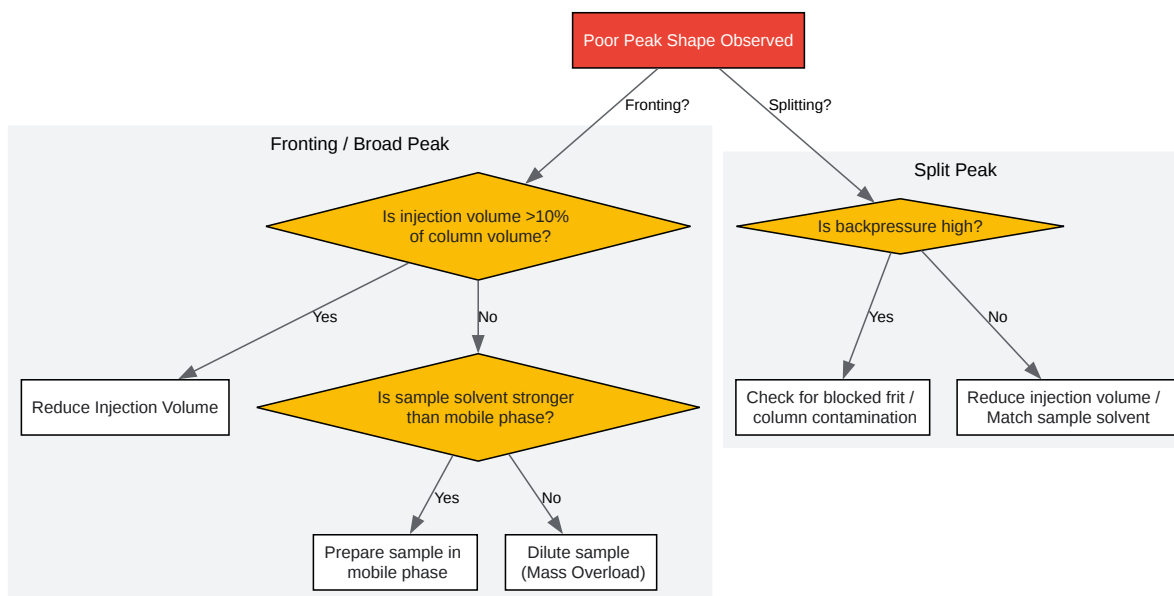 Poor Peak Shape Observed
Fronting?
Splitting?
Fronting / Broad Peak
Split Peak
Is injection volume >10%
of column volume?
Is backpressure high?
Yes
No
Yes
No
Reduce Injection Volume
Is sample solvent stronger
than mobile phase?
Check for blocked frit /
column contamination
Reduce injection volume /
Match sample solvent
Yes
No
Prepare sample in
mobile phase
Dilute sample
(Mass Overload)